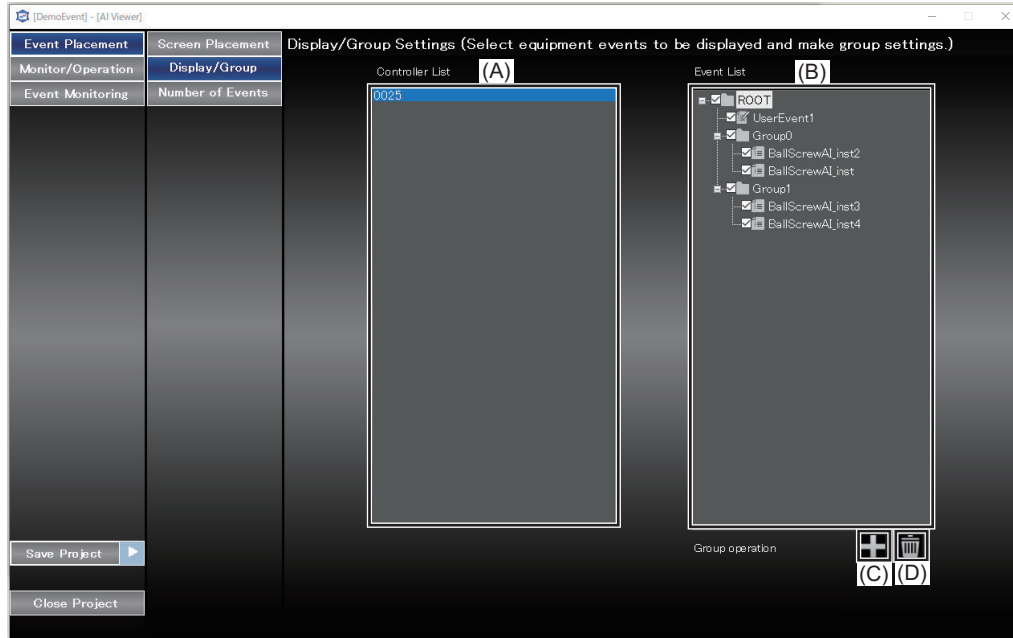 [DemoEvent] - [AI Viewer]
Event Placement
Monitor/Operation
Event Monitoring
Screen Placement
Display/Group
Number of Events
Display/Group Settings (Select equipment events to be displayed and make group settings.)
Controller List (A)
0025
Event List (B)
ROOT
UserEvent1
Group0
BallScrewAI_inst2
BallScrewAI_inst
Group1
BallScrewAI_inst3
BallScrewAI_inst4
Save Project
Group operation
(C) (D)
Close Project